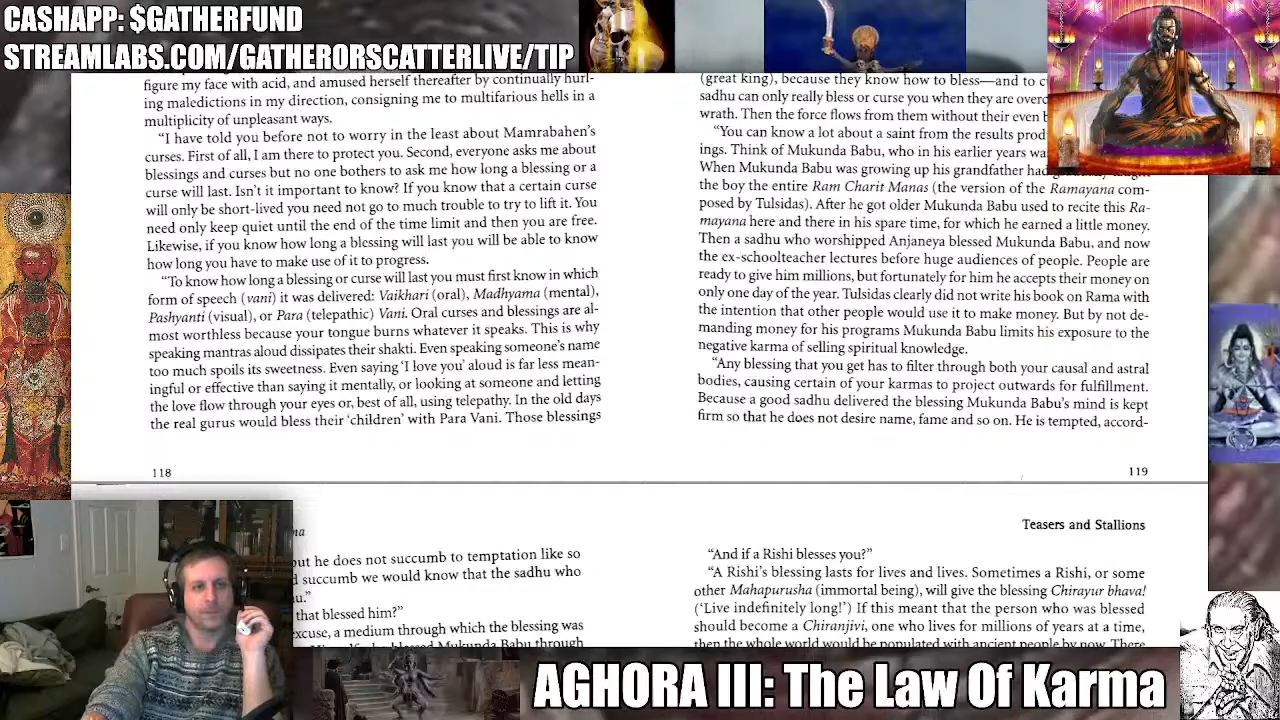 CASHAPP: $GATHERFUND
STREAMLABS.COM/GATHERORSCATTERLIVE/TIP
figure my face with acid, and amused herself thereafter by continually hurl-
ing maledictions in my direction, consigning me to multifarious hells in a
multiplicity of unpleasant ways.
“I have told you before not to worry in the least about Mamrabahen’s
curses. First of all, I am there to protect you. Second, everyone asks me about
blessings and curses but no one bothers to ask me how long a blessing or a
curse will last. Isn’t it important to know? If you know that a certain curse
will only be short-lived you need not go to much trouble to try to lift it. You
need only keep quiet until the end of the time limit and then you are free.
Likewise, if you know how long a blessing will last you will be able to know
how long you have to make use of it to progress.
“To know how long a blessing or curse will last you must first know in which
form of speech (vani) it was delivered: Vaikhari (oral), Madhyama (mental),
Pashyanti (visual), or Para (telepathic) Vani. Oral curses and blessings are al-
most worthless because your tongue burns whatever it speaks. This is why
speaking mantras aloud dissipates their shakti. Even speaking someone’s name
too much spoils its sweetness. Even saying ‘I love you’ aloud is far less mean-
ingful or effective than saying it mentally, or looking at someone and letting
the love flow through your eyes or, best of all, using telepathy. In the old days
the real gurus would bless their ‘children’ with Para Vani. Those blessings
118
(great king), because they know how to bless—and to
sadhu can only really bless or curse you when they are
wrath. Then the force flows from them without their even
“You can know a lot about a saint from the results
ings. Think of Mukunda Babu, who in his earlier years
When Mukunda Babu was growing up his grandfather had
the boy the entire Ram Charit Manas (the version of the Ramayana com-
posed by Tulsidas). After he got older Mukunda Babu used to recite this Ra-
mayana here and there in his spare time, for which he earned a little money.
Then a sadhu who worshipped Anjaneya blessed Mukunda Babu, and now
the ex-schoolteacher lectures before huge audiences of people. People are
ready to give him millions, but fortunately for him he accepts their money on
only one day of the year. Tulsidas clearly did not write his book on Rama with
the intention that other people would use it to make money. But by not de-
manding money for his programs Mukunda Babu limits his exposure to the
negative karma of selling spiritual knowledge.
“Any blessing that you get has to filter through both your causal and astral
bodies, causing certain of your karmas to project outwards for fulfillment.
Because a good sadhu delivered the blessing Mukunda Babu’s mind is kept
firm so that he does not desire name, fame and so on. He is tempted, accord-
119
he does not succumb to temptation like so
succumb we would know that the sadhu who
that blessed him?”
a medium through which the blessing was
Teasers and Stallions
“And if a Rishi blesses you?”
“A Rishi’s blessing lasts for lives and lives. Sometimes a Rishi, or some
other Mahapurusha (immortal being), will give the blessing Chirayur bhava!
(‘Live indefinitely long!’) If this meant that the person who was blessed
should become a Chiranjivi, one who lives for millions of years at a time,
then the whole world would be populated with ancient people by now. There
AGHORA III: The Law Of Karma